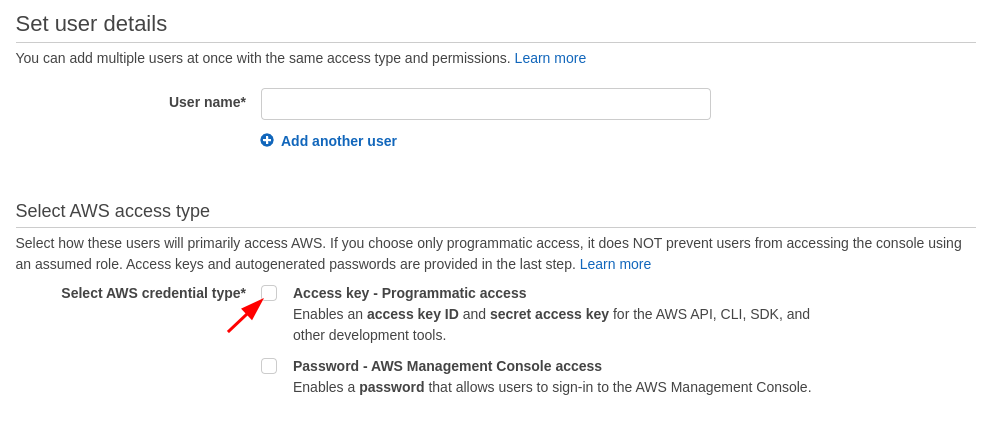 Set user details
You can add multiple users at once with the same access type and permissions. Learn more
User name*
Add another user
Select AWS access type
Select how these users will primarily access AWS. If you choose only programmatic access, it does NOT prevent users from accessing the console using
an assumed role. Access keys and autogenerated passwords are provided in the last step. Learn more
Select AWS credential type*
Access key - Programmatic access
Enables an access key ID and secret access key for the AWS API, CLI, SDK, and
other development tools.
Password - AWS Management Console access
Enables a password that allows users to sign-in to the AWS Management Console.